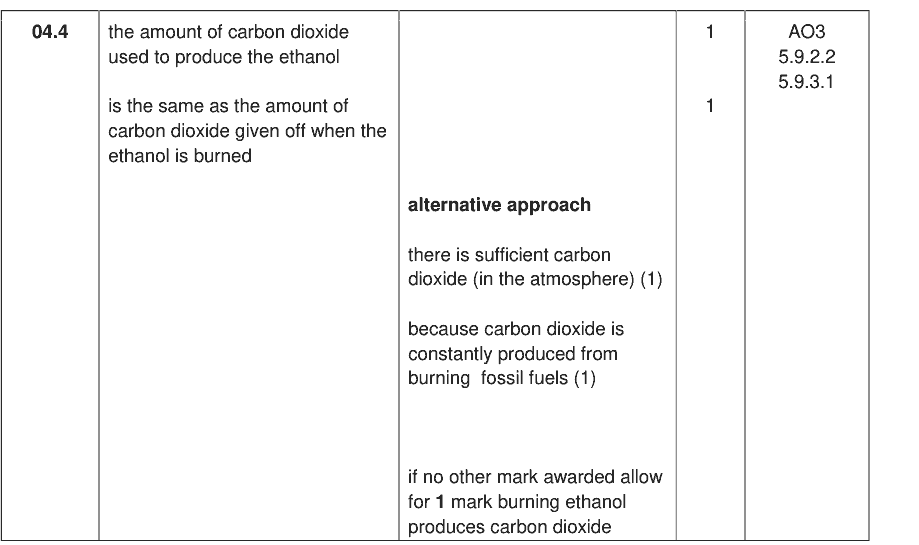 04.4
the amount of carbon dioxide
used to produce the ethanol
is the same as the amount of
carbon dioxide given off when the
ethanol is burned
alternative approach
there is sufficient carbon
dioxide (in the atmosphere) (1)
because carbon dioxide is
constantly produced from
burning fossil fuels (1)
if no other mark awarded allow
for 1 mark burning ethanol
produces carbon dioxide
1
1
AO3
5.9.2.2
5.9.3.1